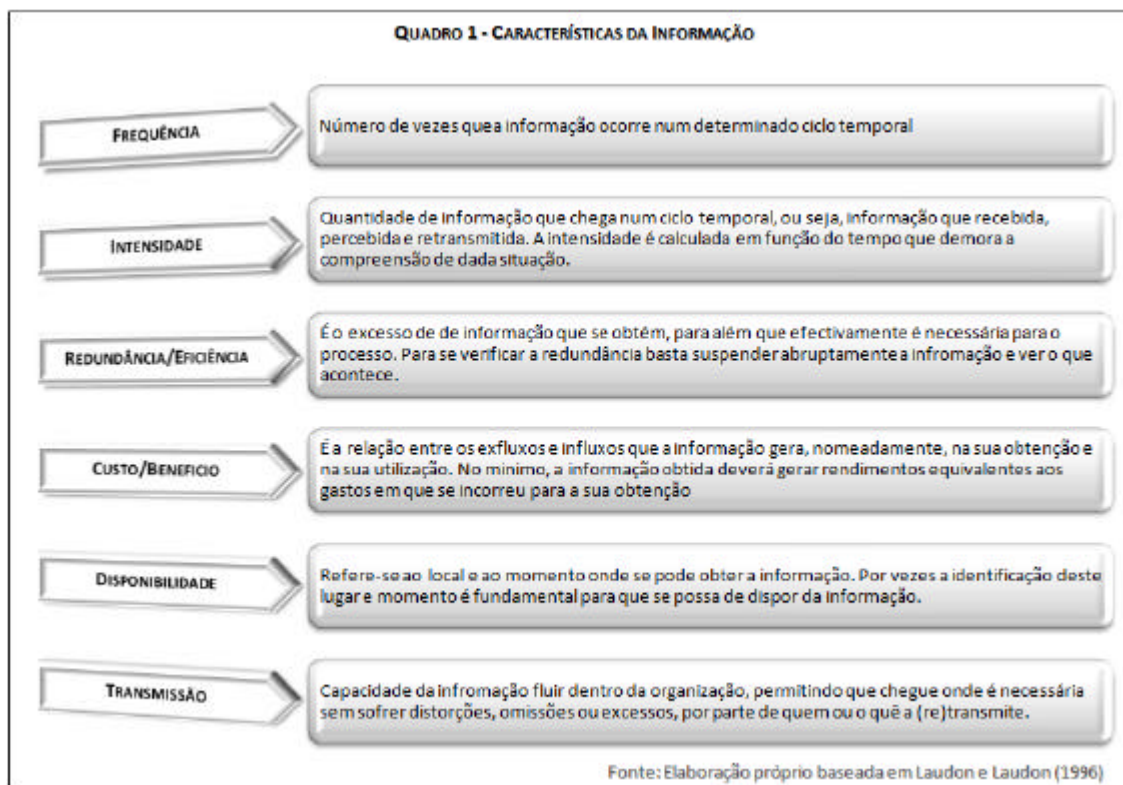 QUADRO 1 - CARACTERÍSTICAS DA INFORMAÇÃO
FREQUÊNCIA
Número de vezes quea informação ocorre num determinado ciclo temporal
INTENSIDADE
Quantidade de informação que chega num ciclo temporal, ou seja, informação que recebida,
percebida e retransmitida. A intensidade é calculada em função do tempo que demora a
compreensão de dada situação.
REDUNDÂNCIA/EFICIÊNCIA
É o excesso de de informação que se obtém, para além que efectivamente é necessária para o
processo. Para se verificar a redundância basta suspender abruptamente a infromação e ver o que
acontece.
CUSTO/BENEFICIO
É a relação entre os exfluxos e influxos que a informação gera, nomeadamente, na sua obtenção e
na sua utilização. No minimo, a informação obtida deverá gerar rendimentos equivalentes aos
gastos em que se incorreu para a sua obtenção
DISPONIBILIDADE
Refere-se ao local e ao momento onde se pode obter a informação. Por vezes a identificação deste
lugar e momento é fundamental para que se possa de dispor da informação.
TRANSMISSÃO
Capacidade da infromação fluir dentro da organização, permitindo que chegue onde é necessária
sem sofrer distorções, omissões ou excessos, por parte de quem ou o quê a (re)transmite.
Fonte: Elaboração próprio baseada em Laudon e Laudon (1996)